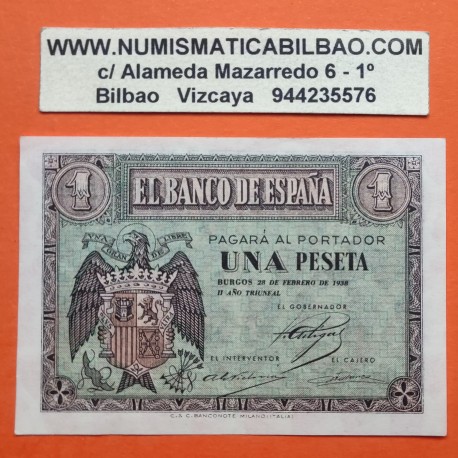 WWW.NUMISMATICABILBAO.COM
c/ Alameda Mazarredo 6 - 1º
Bilbao Vizcaya 944235576
1 EL BANCO DE ESPAÑA 1
UNA GRANDE LIBRE
PAGARÁ AL PORTADOR
UNA PESETA
BURGOS 28 DE FEBRERO DE 1938
II AÑO TRIUNFAL
EL GOBERNADOR
EL INTERVENTOR EL CAJERO
C. & C. BANCONOTE MILANO (ITALIA)